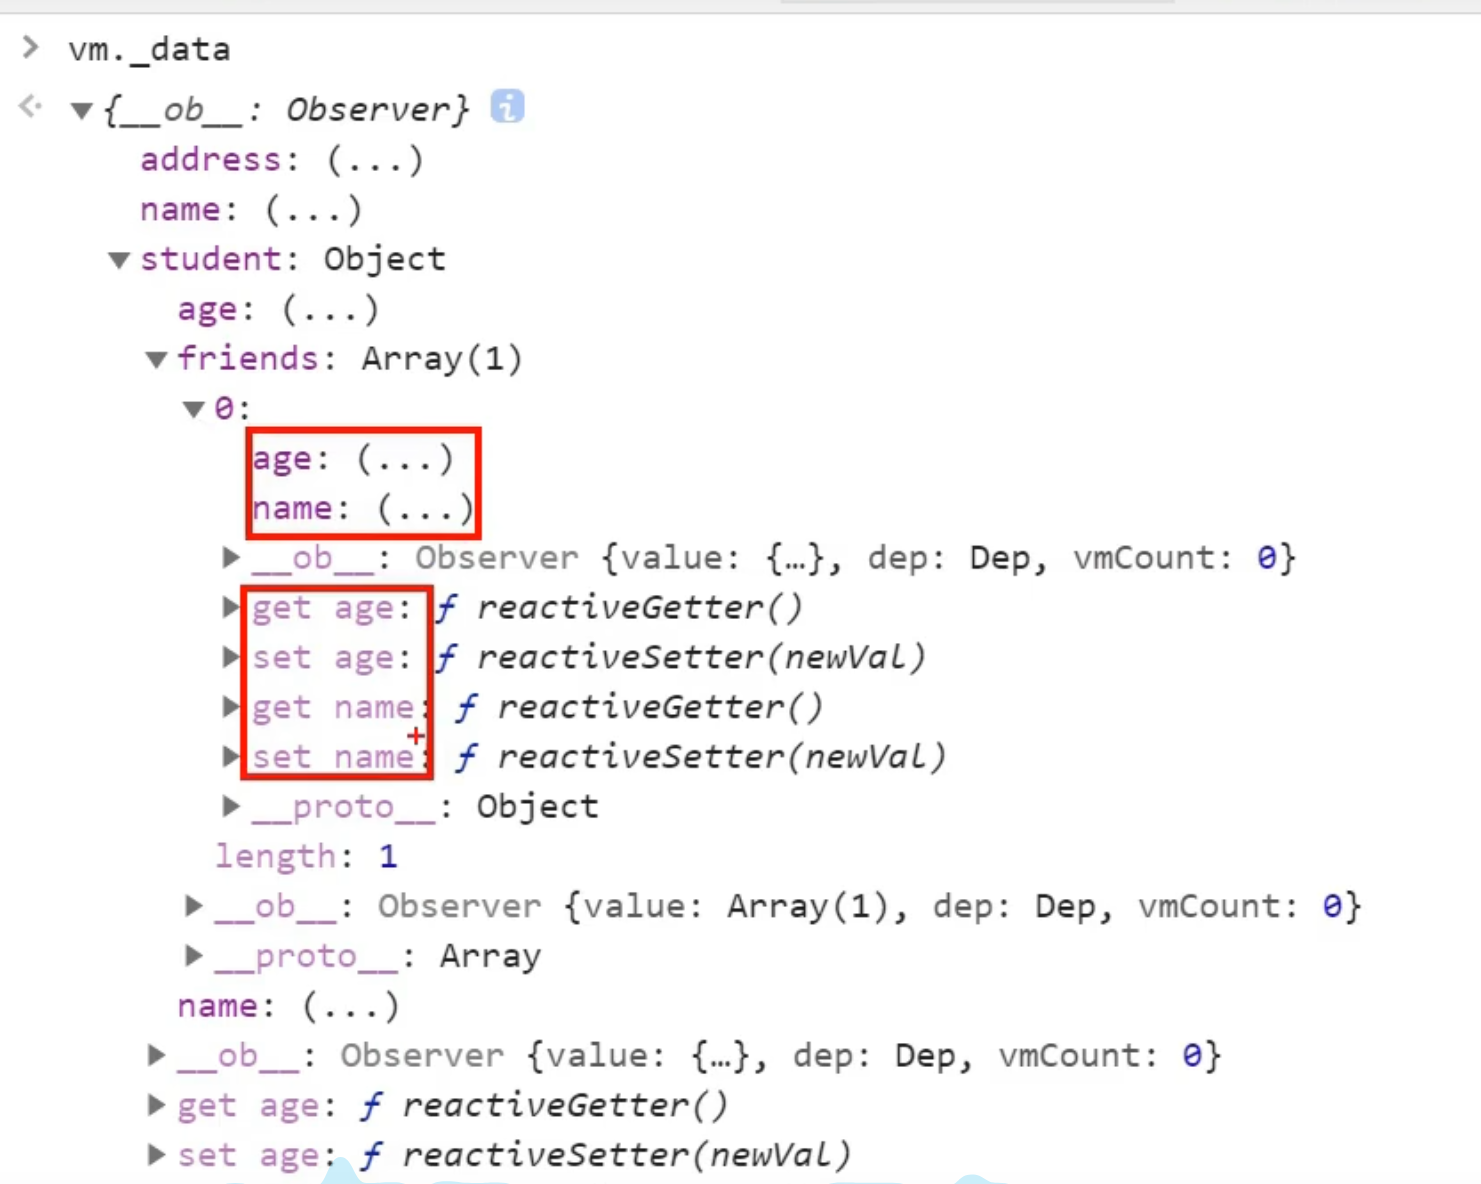 > vm._data
{__ob__: Observer} i
address: (...)
name: (...)
student: Object
age: (...)
friends: Array(1)
0:
age: (...)
name: (...)
__ob__: Observer {value: {…}, dep: Dep, vmCount: 0}
get age: ƒ reactiveGetter()
set age: ƒ reactiveSetter(newVal)
get name: ƒ reactiveGetter()
set name: ƒ reactiveSetter(newVal)
__proto__: Object
length: 1
__ob__: Observer {value: Array(1), dep: Dep, vmCount: 0}
__proto__: Array
name: (...)
__ob__: Observer {value: {…}, dep: Dep, vmCount: 0}
get age: ƒ reactiveGetter()
set age: ƒ reactiveSetter(newVal)